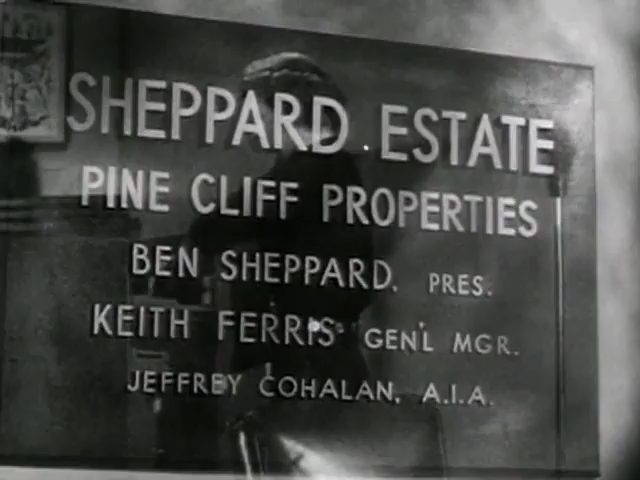 SHEPPARD ESTATE
PINE CLIFF PROPERTIES
BEN SHEPPARD, PRES.
KEITH FERRIS GEN'L MGR.
JEFFREY COHALAN, A.I.A.